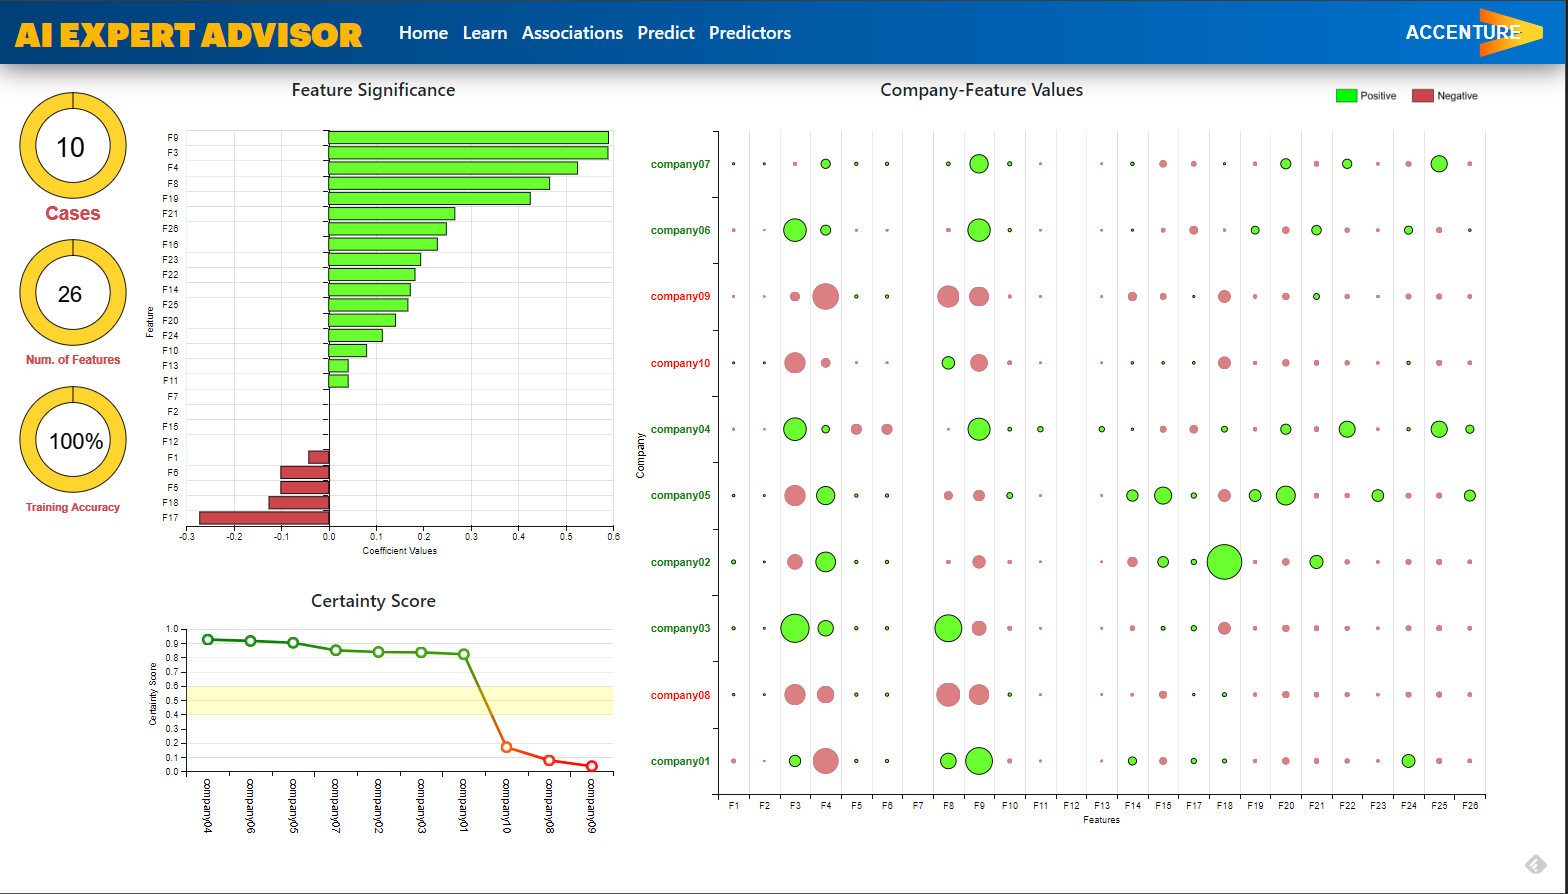 AI EXPERT ADVISOR
Home Learn Associations Predict Predictors
ACCENTURE
10
Cases
26
Num. of Features
100%
Training Accuracy
Feature Significance
Feature
F9
F3
F4
F8
F19
F21
F26
F16
F23
F22
F14
F25
F20
F24
F10
F13
F11
F7
F2
F15
F12
F1
F6
F5
F18
F17
-0.3 -0.2 -0.1 0.0 0.1 0.2 0.3 0.4 0.5 0.6
Coefficient Values
Certainty Score
Certainty Score
1.0
0.9
0.8
0.7
0.6
0.5
0.4
0.3
0.2
0.1
0.0
company04 company06 company05 company07 company02 company03 company01 company10 company08 company09
Company-Feature Values
Positive Negative
Company
company07
company06
company09
company10
company04
company05
company02
company03
company08
company01
F1 F2 F3 F4 F5 F6 F7 F8 F9 F10 F11 F12 F13 F14 F15 F17 F18 F19 F20 F21 F22 F23 F24 F25 F26
Features